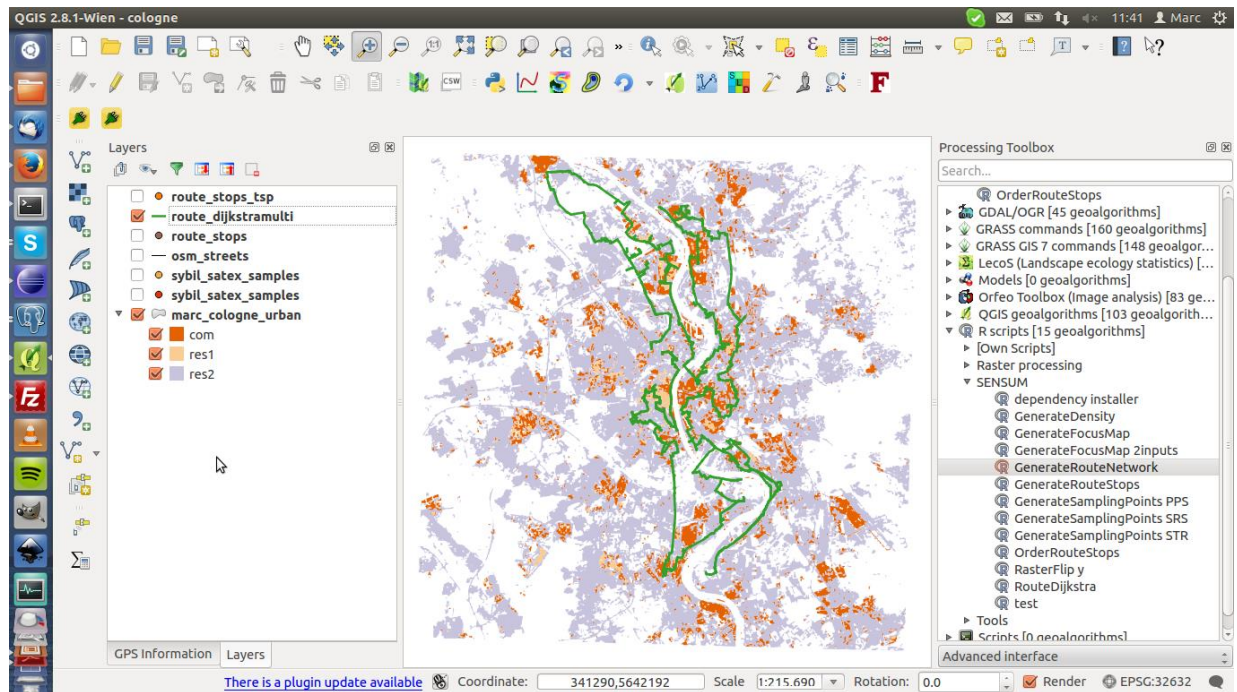 QGIS 2.8.1-Wien - cologne
11:41 Marc
CSW
T
F
S
Fz
Layers
route_stops_tsp
route_dijkstramulti
route_stops
osm_streets
sybil_satex_samples
sybil_satex_samples
marc_cologne_urban
com
res1
res2
GPS Information Layers
Processing Toolbox
Search...
OrderRouteStops
GDAL/OGR [45 geoalgorithms]
GRASS commands [160 geoalgorithms]
GRASS GIS 7 commands [148 geoalgor...
LecoS (Landscape ecology statistics) [...
Models [0 geoalgorithms]
Orfeo Toolbox (Image analysis) [83 ge...
QGIS geoalgorithms [103 geoalgorith...
R scripts [15 geoalgorithms]
[Own Scripts]
Raster processing
SENSUM
dependency installer
GenerateDensity
GenerateFocusMap
GenerateFocusMap 2inputs
GenerateRouteNetwork
GenerateRouteStops
GenerateSamplingPoints PPS
GenerateSamplingPoints SRS
GenerateSamplingPoints STR
OrderRouteStops
RasterFlip y
RouteDijkstra
test
Tools
Scripts [0 geoalgorithms]
Advanced interface
There is a plugin update available Coordinate: 341290,5642192 Scale 1:215.690 Rotation: 0.0 Render EPSG:32632